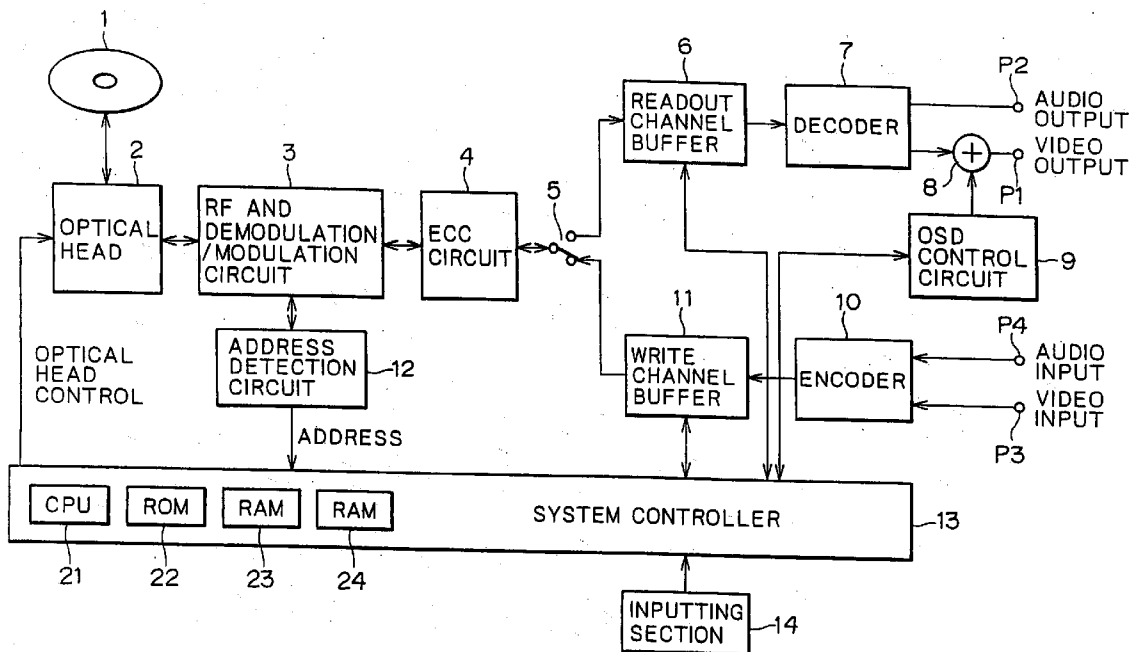 1
2
OPTICAL
HEAD
3
RF AND
DEMODULATION
/MODULATION
CIRCUIT
4
ECC
CIRCUIT
5
6
READOUT
CHANNEL
BUFFER
7
DECODER
P2
AUDIO
OUTPUT
VIDEO
OUTPUT
8
P1
OSD
CONTROL
CIRCUIT
9
10
ENCODER
P4
AUDIO
INPUT
VIDEO
INPUT
P3
11
WRITE
CHANNEL
BUFFER
ADDRESS
DETECTION
CIRCUIT
12
OPTICAL
HEAD
CONTROL
ADDRESS
CPU
ROM
RAM
RAM
SYSTEM CONTROLLER
13
21
22
23
24
INPUTTING
SECTION
14